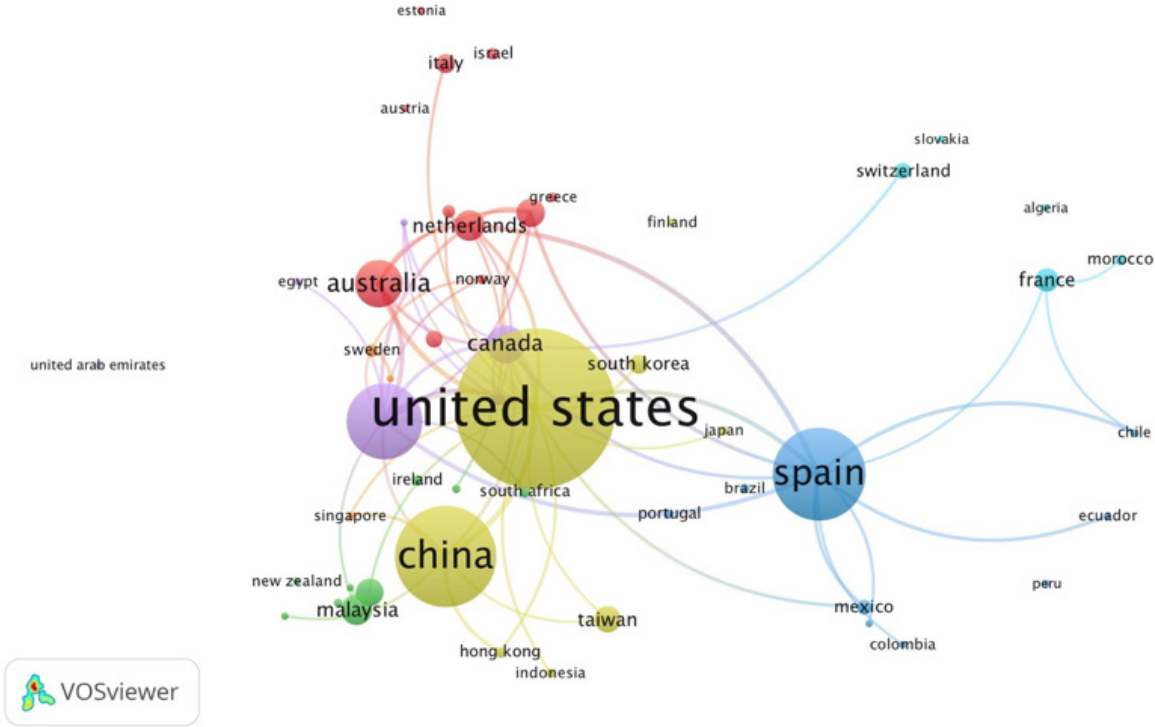 estonia
israel
italy
austria
slovakia
switzerland
greece
algeria
netherlands
finland
morocco
egypt
australia
norway
france
canada
sweden
south korea
united arab emirates
united states
japan
chile
spain
ireland
brazil
south africa
portugal
singapore
ecuador
china
new zealand
peru
malaysia
mexico
taiwan
colombia
hong kong
indonesia
VOSviewer